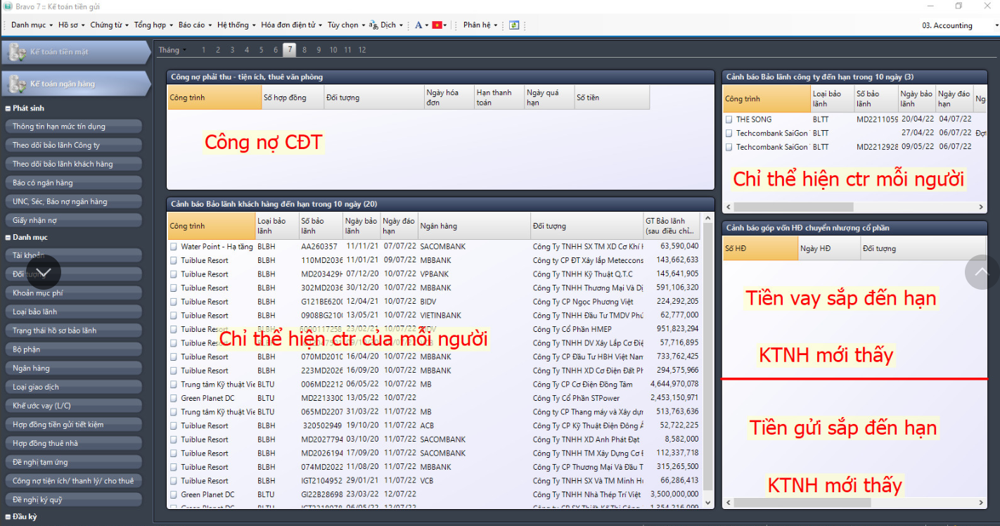 Bravo 7 :: Kế toán tiền gửi
Danh mục Hồ sơ Chứng từ Tổng hợp Báo cáo Hệ thống Hóa đơn điện tử Tùy chọn Dịch A Phân hệ 03. Accounting
Kế toán tiền mặt
Kế toán ngân hàng
Phát sinh
Thông tin hạn mức tín dụng
Theo dõi bảo lãnh Công ty
Theo dõi bảo lãnh khách hàng
Báo có ngân hàng
UNC, Séc, Báo nợ ngân hàng
Giấy nhận nợ
Danh mục
Tài khoản
Đối tượng
Khoản mục phí
Loại bảo lãnh
Trạng thái hồ sơ bảo lãnh
Bộ phận
Ngân hàng
Loại giao dịch
Khế ước vay (L/C)
Hợp đồng tiền gửi tiết kiệm
Hợp đồng thuê nhà
Đề nghị tạm ứng
Công nợ tiện ích/ thanh lý/ cho thuê
Đề nghị ký quỹ
Đầu kỳ
Tháng 1 2 3 4 5 6 7 8 9 10 11 12
Công nợ phải thu - tiện ích, thuê văn phòng
Công trình Số hợp đồng Đối tượng Ngày hóa đơn Hạn thanh toán Ngày quá hạn Số tiền
Công nợ CĐT
Cảnh báo Bảo lãnh khách hàng đến hạn trong 10 ngày (20)
Công trình Loại bảo lãnh Số bảo lãnh Ngày bảo lãnh Ngày đáo hạn Ngân hàng Đối tượng GT Bảo lãnh (sau điều chỉ...
Water Point - Hạ tầng BLBH AA260357 11/11/21 07/07/22 SACOMBANK Công Ty TNHH SX TM XD Cơ Khí 63,590,040
Tuiblue Resort BLBH 110MD2036 11/01/21 09/07/22 MBBANK Công ty CP ĐT Xây lắp Meteccons 143,662,633
Tuiblue Resort BLBH MD203429 07/12/20 10/07/22 VPBANK Công Ty TNHH Kỹ Thuật Q.T.C 145,641,905
Tuiblue Resort BLBH 302MD2036 30/12/20 10/07/22 MBBANK Công Ty TNHH Thương Mại Và Dị 591,106,320
Tuiblue Resort BLBH G121BE6200 12/04/21 10/07/22 BIDV Công Ty CP Ngọc Phương Việt 224,292,205
Tuiblue Resort BLBH 0908BG210 13/05/21 10/07/22 VIETINBANK Công Ty TNHH Đầu Tư TMDV Phú 62,777,000
Tuiblue Resort BLBH 23/02/21 10/07/22 Công Ty Cổ Phần HMEP 951,823,294
Tuiblue Công Ty TNHH DV Xây Lắp Cơ Điệ 57,716,895
Chỉ thể hiện ctr của mỗi người
Tuiblue Resort BLBH 070MD2010 16/04/20 10/07/22 MBBANK Công Ty CP Đầu Tư HBH Việt Nam 733,762,425
Tuiblue Resort BLBH 223MD2026 16/09/20 10/07/22 MBBANK Công Ty TNHH XD Cơ Điện Đất Ph 294,575,966
Trung tâm Kỹ thuật Vie BLTU 006MD2212 06/05/22 10/07/22 MB Công Ty CP Cơ Điện Đồng Tâm 4,644,970,078
Green Planet DC BLTU MD221330 13/05/22 10/07/22 Công Ty Cổ Phần STPower 2,453,150,971
Trung tâm Kỹ thuật Vie BLTU 065MD2207 31/03/22 11/07/22 MB Công ty CP Thang máy và Xây dựn 513,763,636
Tuiblue Resort BLBH 320502949 19/10/20 11/07/22 ACB Công Ty CP Kỹ Thuật Điện Đông 52,722,225
Tuiblue Resort BLBH MD2027794 03/10/20 11/07/22 SACOMBANK Công Ty TNHH XD Anh Phát Đạt 8,582,000
Tuiblue Resort BLBH MD2026194 17/09/20 11/07/22 SACOMBANK Công Ty TNHH TM Xây Dựng Cơ 112,337,718
Tuiblue Resort BLBH 074MD2022 11/08/20 11/07/22 MBBANK Công Ty CP Thương Mại Và Đầu T 315,265,500
Tuiblue Resort BLBH IGT2104952 29/01/21 11/07/22 VCB Công Ty TNHH SX Và TM Minh 66,286,413
Green Planet DC BLTU GI22B28968 23/03/22 12/07/22 Công Ty TNHH Nhà Thép Trí Việt 3,500,000,000
Cảnh báo Bảo lãnh công ty đến hạn trong 10 ngày (3)
Công trình Loại bảo lãnh Số bảo lãnh Ngày bảo lãnh Ngày đáo hạn Ng
THE SONG BLTT MD2211059 20/04/22 04/07/22
Techcombank SaiGon BLTT 27/04/22 06/07/22 Đợt
Techcombank SaiGon BLTT MD2212928 09/05/22 06/07/22
Chỉ thể hiện ctr mỗi người
Cảnh báo góp vốn HĐ chuyển nhượng cổ phần
Số HĐ Ngày HĐ Đối tượng
Tiền vay sắp đến hạn
KTNH mới thấy
Tiền gửi sắp đến hạn
KTNH mới thấy